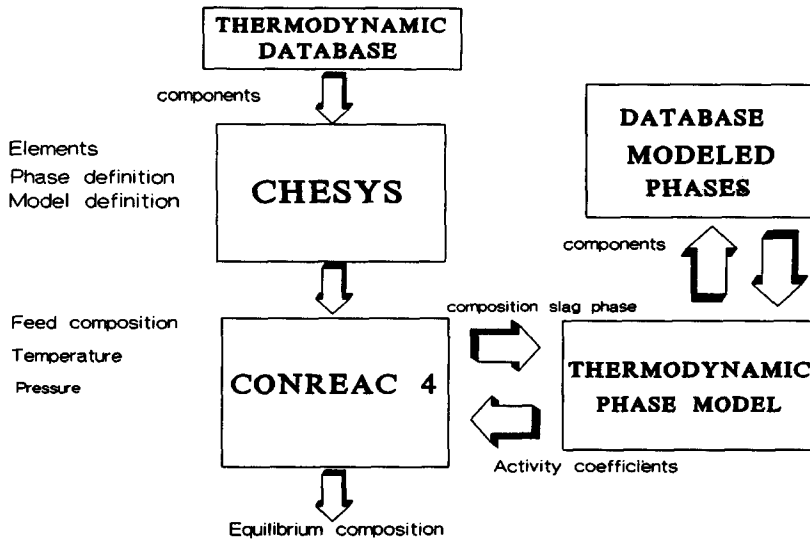 THERMODYNAMIC
DATABASE
components
Elements
Phase definition
Model definition
CHESYS
DATABASE
MODELED
PHASES
components
Feed composition
Temperature
Pressure
CONREAC 4
composition slag phase
THERMODYNAMIC
PHASE MODEL
Activity coefficients
Equilibrium composition